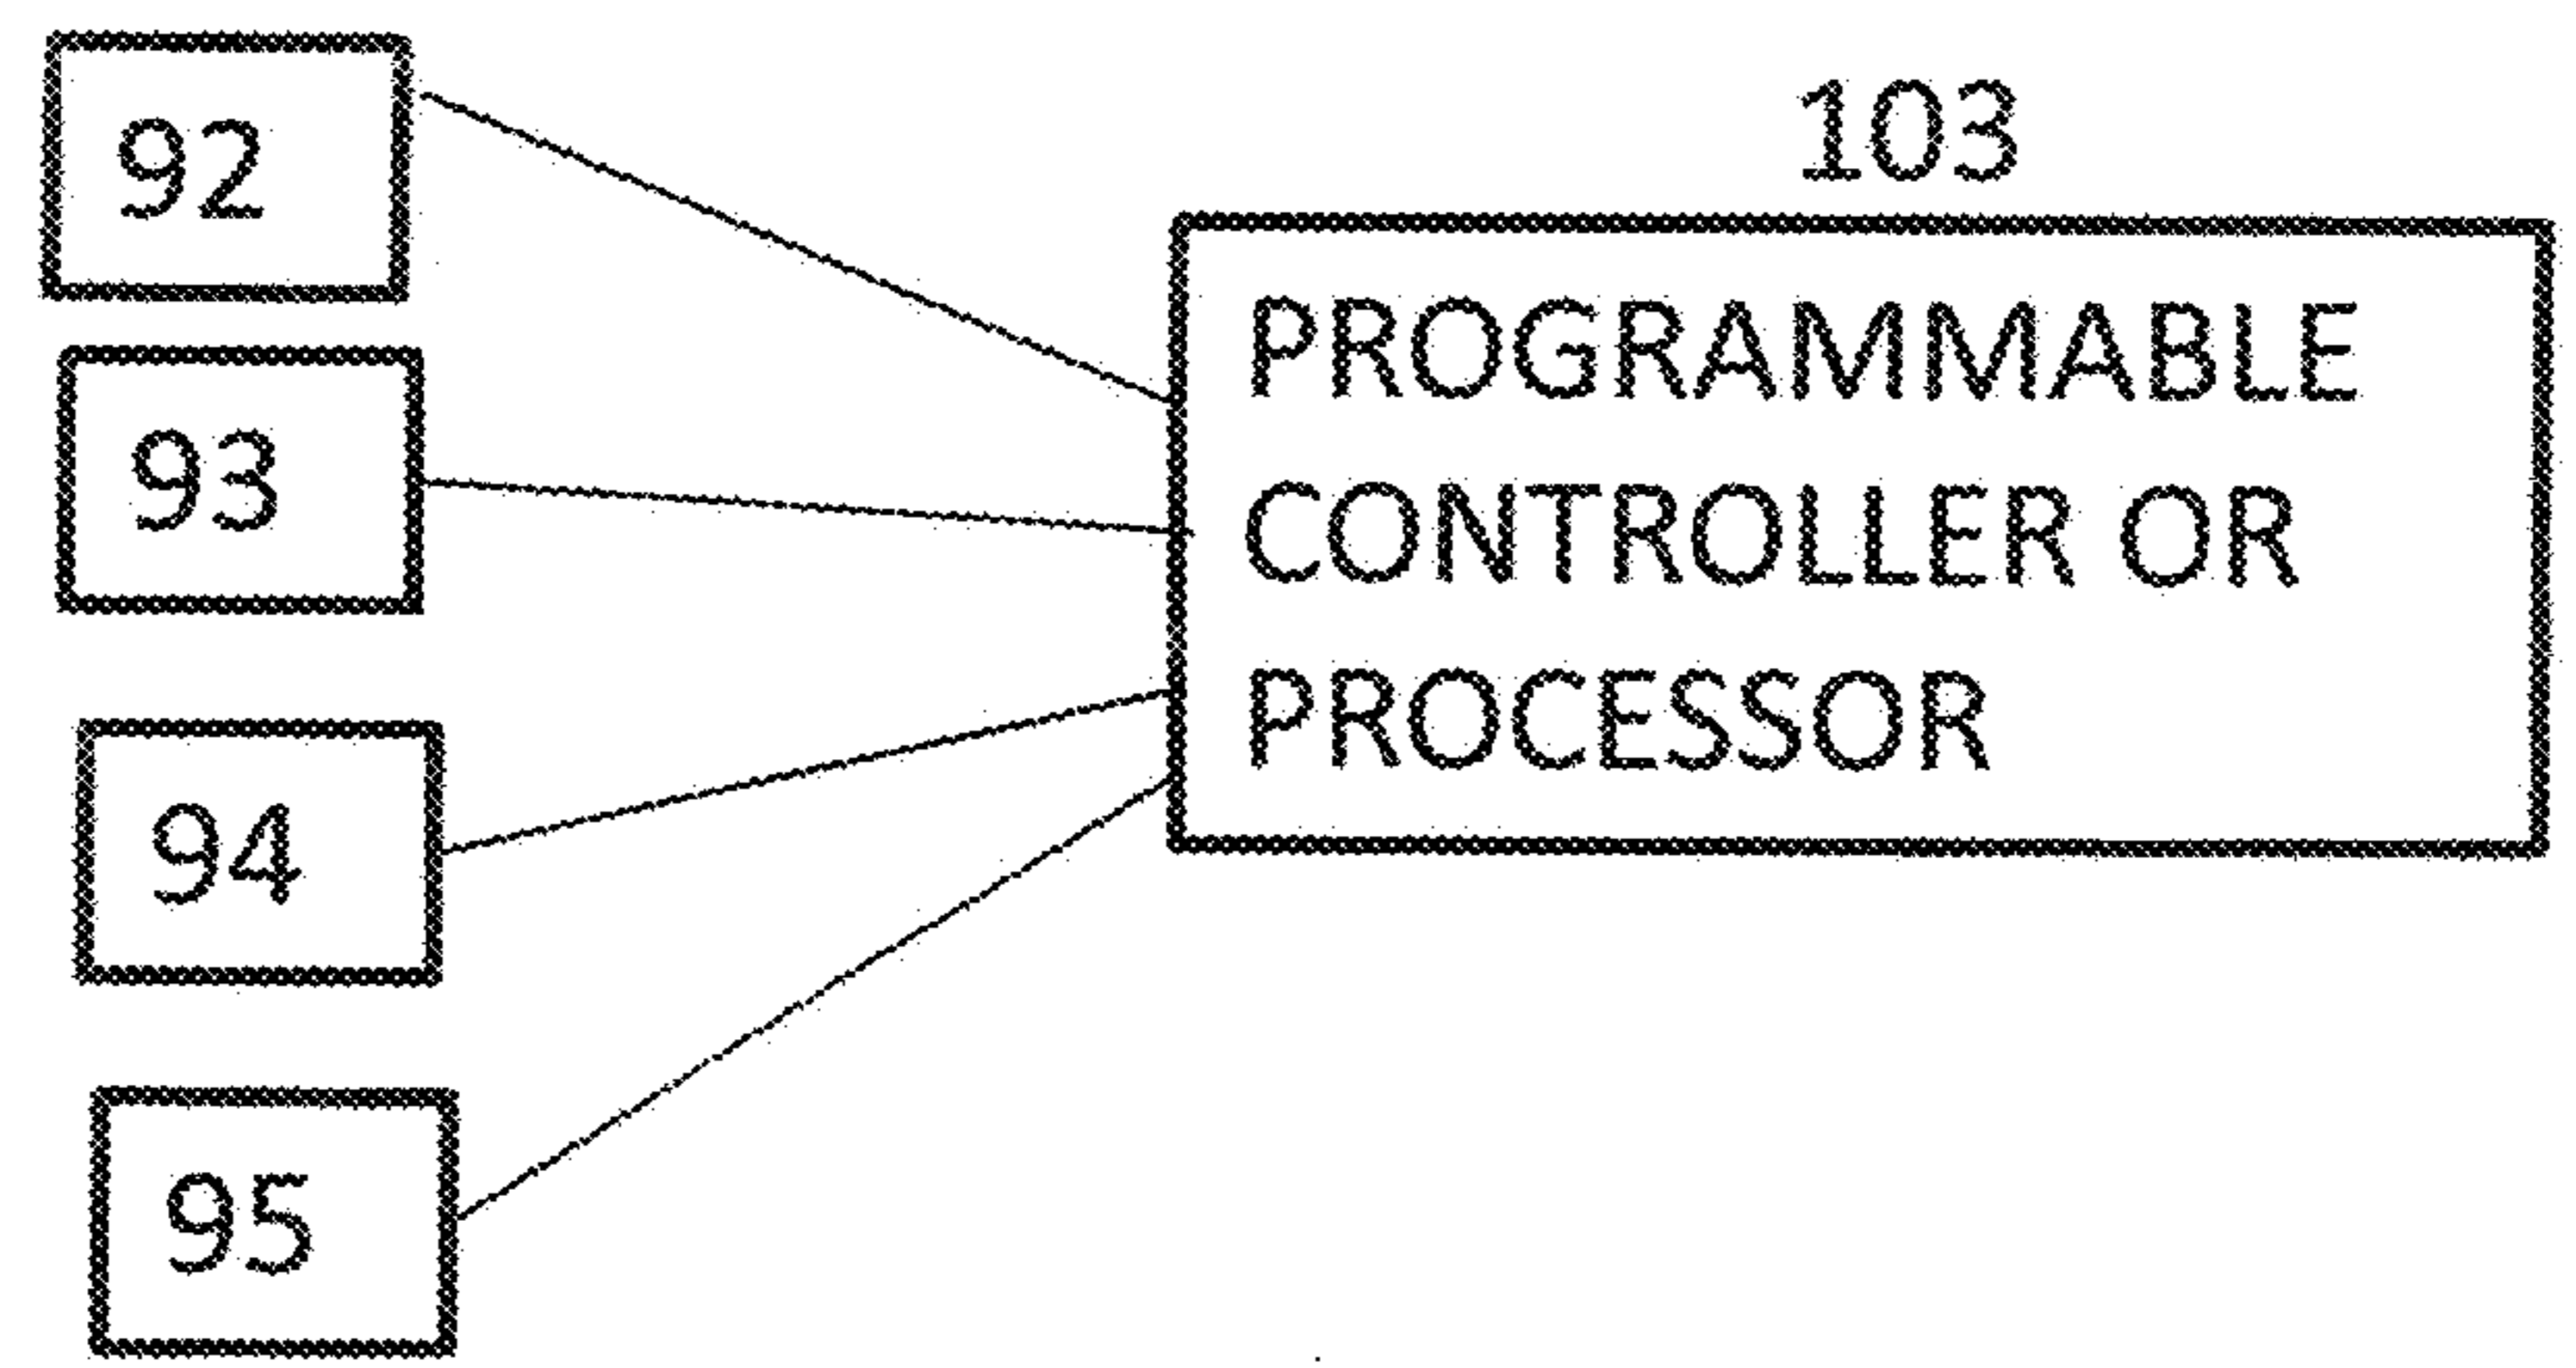 92
103
PROGRAMMABLE
93
CONTROLLER OR
PROCESSOR
94
95